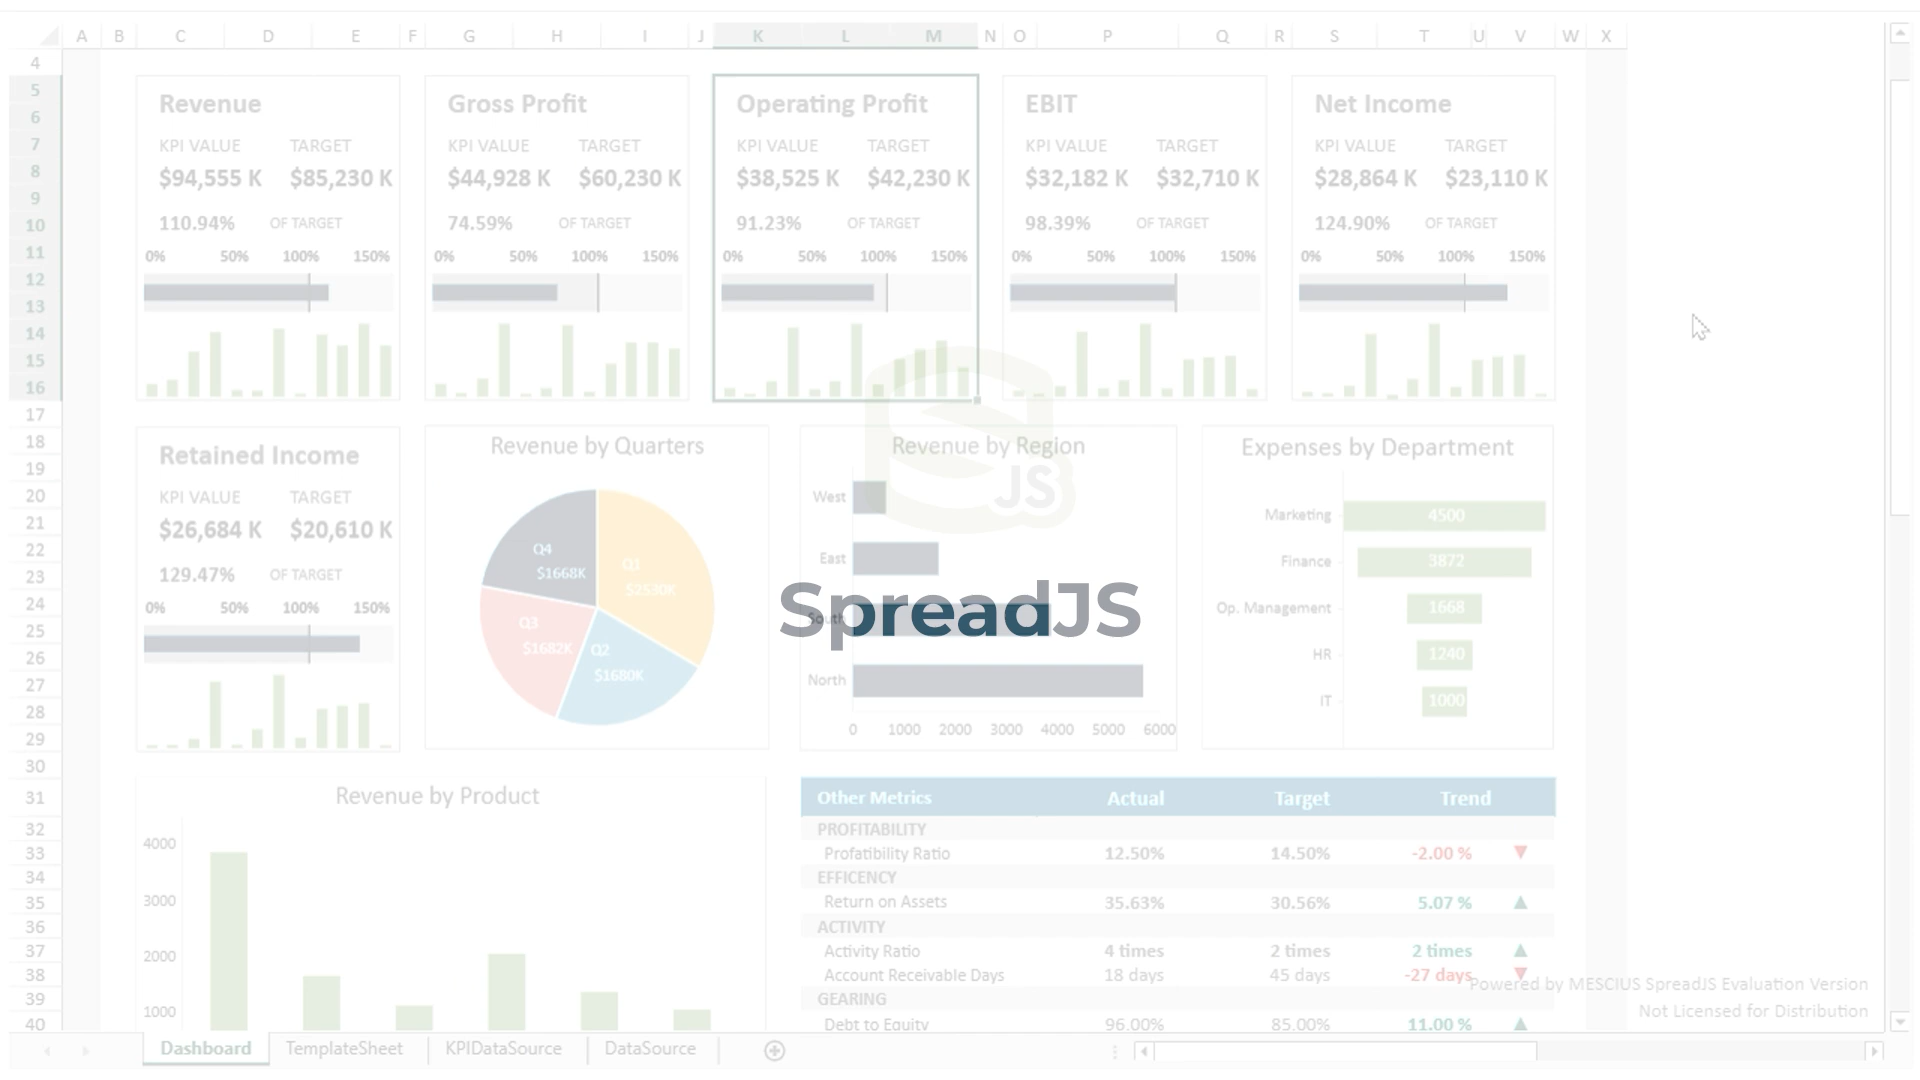 A B C D E F G H I J K L M N O P Q R S T U V W X
4
5
6
7
8
9
10
11
12
13
14
15
16
17
18
19
20
21
22
23
24
25
26
27
28
29
30
31
32
33
34
35
36
37
38
39
40
Revenue
KPI VALUE TARGET
$94,555 K $85,230 K
110.94% OF TARGET
0% 50% 100% 150%
Gross Profit
KPI VALUE TARGET
$44,928 K $60,230 K
74.59% OF TARGET
0% 50% 100% 150%
Operating Profit
KPI VALUE TARGET
$38,525 K $42,230 K
91.23% OF TARGET
0% 50% 100% 150%
EBIT
KPI VALUE TARGET
$32,182 K $32,710 K
98.39% OF TARGET
0% 50% 100% 150%
Net Income
KPI VALUE TARGET
$28,864 K $23,110 K
124.90% OF TARGET
0% 50% 100% 150%
Retained Income
KPI VALUE TARGET
$26,684 K $20,610 K
129.47% OF TARGET
0% 50% 100% 150%
Revenue by Quarters
Q4
$1668K
Q1
$2530K
Q3
$1682K
Q2
$1680K
Revenue by Region
West
East
South
North
0 1000 2000 3000 4000 5000 6000
JS
SpreadJS
Expenses by Department
Marketing 4500
Finance 3872
Op. Management 1668
HR 1240
IT 1000
Revenue by Product
4000
3000
2000
1000
Other Metrics Actual Target Trend
PROFITABILITY
Profatibility Ratio 12.50% 14.50% -2.00 % ▼
EFFICENCY
Return on Assets 35.63% 30.56% 5.07 % ▲
ACTIVITY
Activity Ratio 4 times 2 times 2 times ▲
Account Receivable Days 18 days 45 days -27 days ▼
GEARING
Debt to Equity 96.00% 85.00% 11.00 % ▲
Powered by MESCIUS SpreadJS Evaluation Version
Not Licensed for Distribution
Dashboard TemplateSheet KPIDataSource DataSource